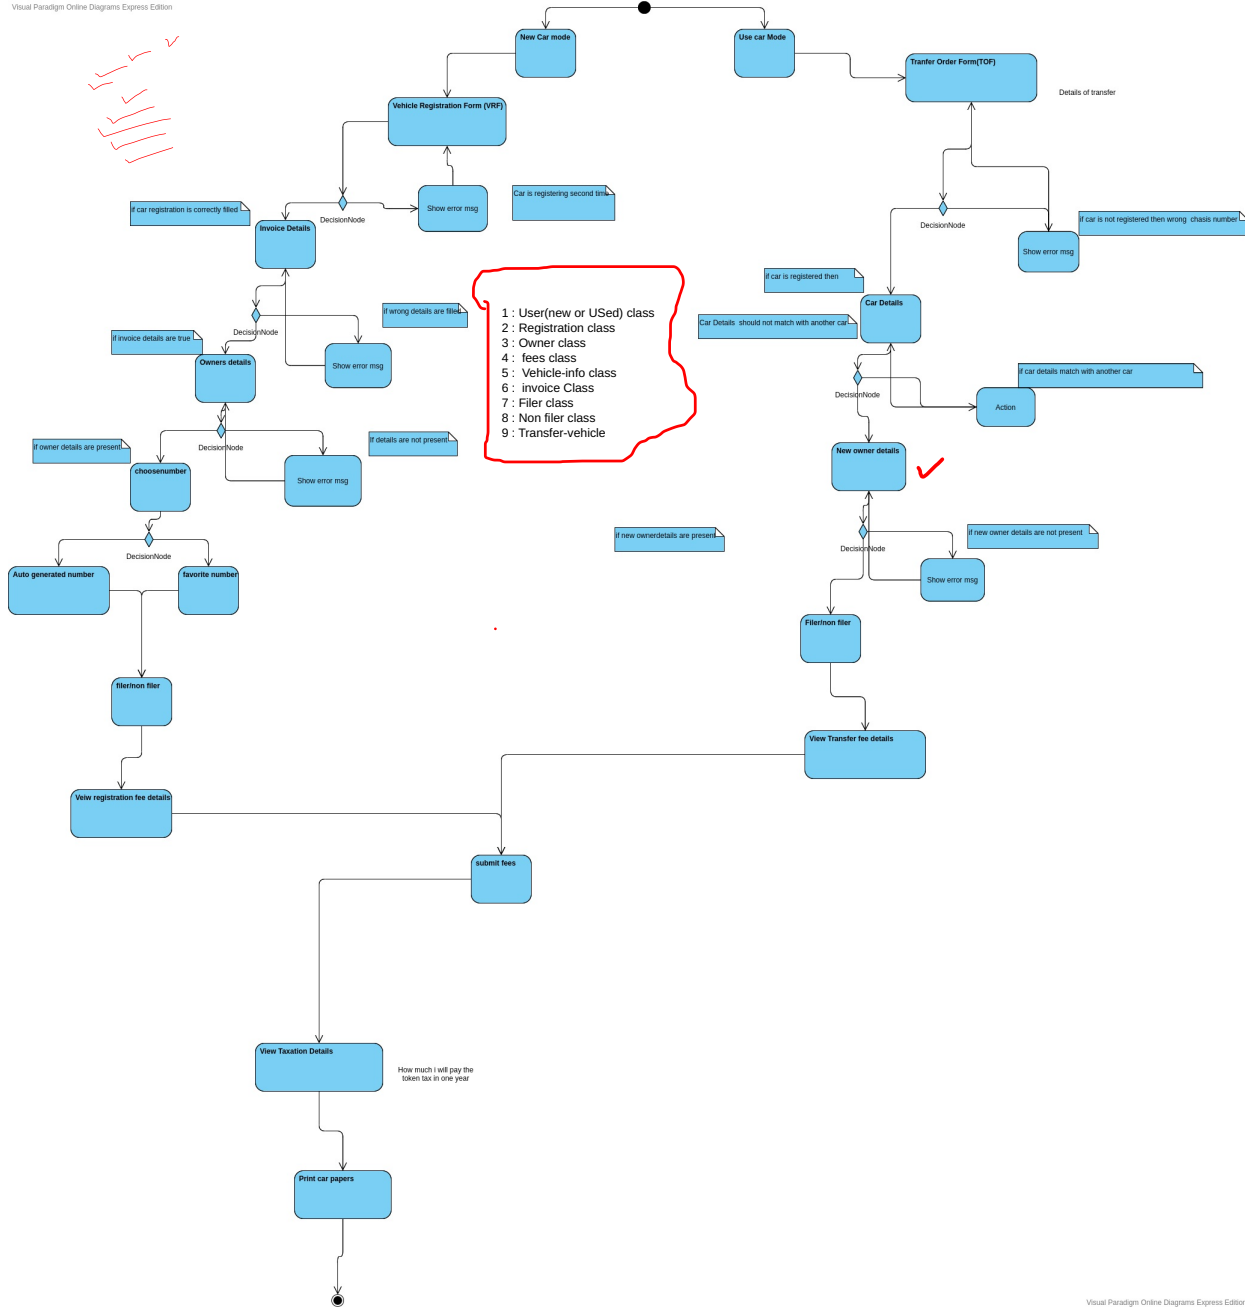 Visual Paradigm Online Diagrams Express Edition
New Car mode
Use car Mode
Tranfer Order Form(TOF)
Details of transfer
Vehicle Registration Form (VRF)
Car is registering second time
Show error msg
if car registration is correctly filled
DecisionNode
Invoice Details
DecisionNode
if car is not registered then wrong  chasis number
Show error msg
if car is registered then
Car Details
Car Details  should not match with another car
if wrong details are filled
DecisionNode
if invoice details are true
Owners details
Show error msg
1 : User(new or USed) class
2 : Registration class
3 : Owner class
4 :  fees class
5 :  Vehicle-info class
6 :  invoice Class
7 : Filer class
8 : Non filer class
9 : Transfer-vehicle
if car details match with another car
DecisionNode
Action
if owner details are present
DecisionNode
If details are not present
choosenumber
Show error msg
New owner details
if new ownerdetails are present
DecisionNode
if new owner details are not present
Show error msg
DecisionNode
Auto generated number
favorite number
Filer/non filer
filer/non filer
View Transfer fee details
Veiw registration fee details
submit fees
View Taxation Details
How much i will pay the
token tax in one year
Print car papers
Visual Paradigm Online Diagrams Express Edition